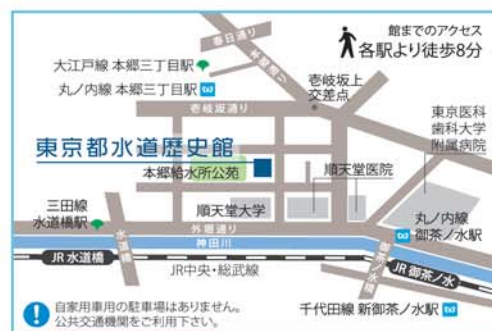 春日通り
本郷通り
館までのアクセス
各駅より徒歩8分
大江戸線 本郷三丁目駅
丸ノ内線 本郷三丁目駅
壱岐坂上
交差点
壱岐坂通り
東京医科
歯科大学
附属病院
東京都水道歴史館
本郷給水所公苑
順天堂医院
三田線
水道橋駅
順天堂大学
外堀通り
神田川
丸ノ内線
御茶ノ水駅
水道橋
御茶ノ水橋
JR 水道橋
JR中央・総武線
JR 御茶ノ水
自家用車用の駐車場はありません。
公共交通機関をご利用下さい。
千代田線 新御茶ノ水駅